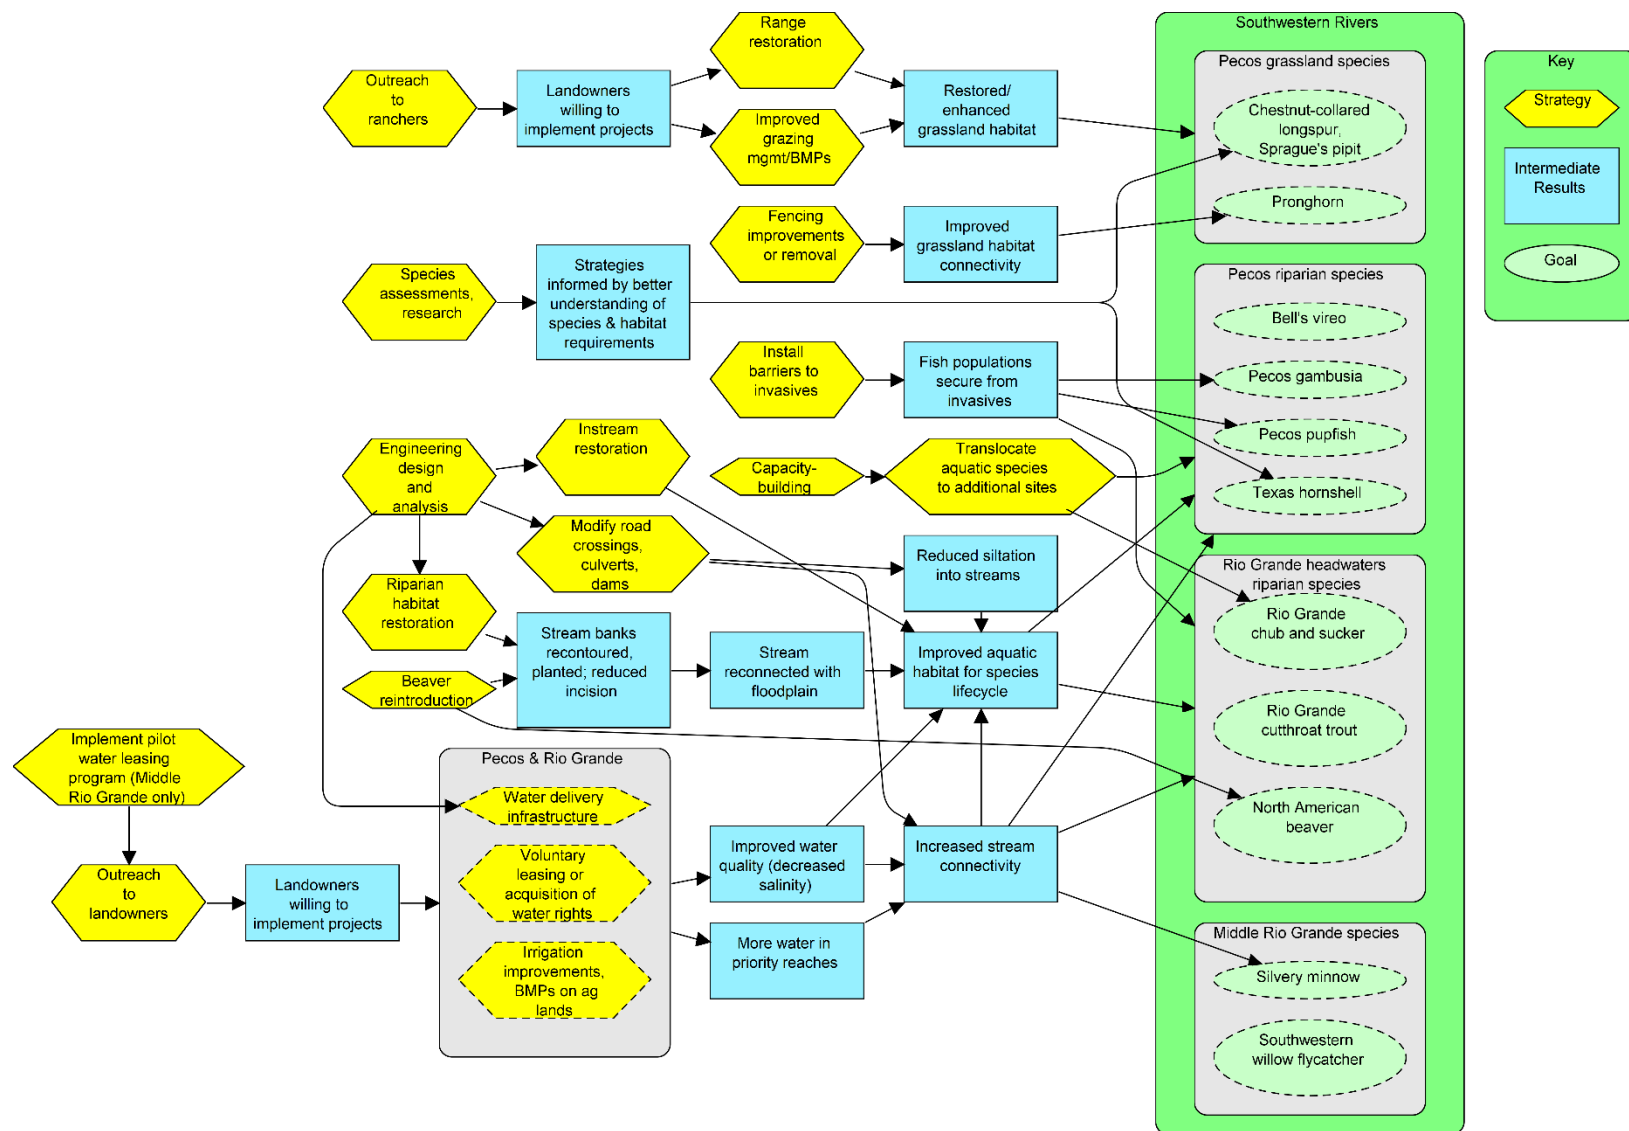 Range
restoration
Southwestern Rivers
Pecos grassland species
Key
Outreach
to
ranchers
Landowners
willing to
implement projects
Restored/
enhanced
grassland habitat
Chestnut-collared
longspur,
Sprague's pipit
Strategy
Improved
grazing
mgmt/BMPs
Intermediate
Results
Pronghorn
Fencing
improvements
or removal
Improved
grassland habitat
connectivity
Goal
Species
assessments,
research
Strategies
informed by better
understanding of
species & habitat
requirements
Pecos riparian species
Bell's vireo
Install
barriers to
invasives
Fish populations
secure from
invasives
Pecos gambusia
Pecos pupfish
Engineering
design
and
analysis
Instream
restoration
Capacity-
building
Translocate
aquatic species
to additional sites
Texas hornshell
Modify road
crossings,
culverts,
dams
Reduced siltation
into streams
Rio Grande headwaters
riparian species
Riparian
habitat
restoration
Rio Grande
chub and sucker
Stream banks
recontoured,
planted; reduced
incision
Stream
reconnected with
floodplain
Improved aquatic
habitat for species
lifecycle
Beaver
reintroduction
Rio Grande
cutthroat trout
Implement pilot
water leasing
program (Middle
Rio Grande only)
Pecos & Rio Grande
Water delivery
infrastructure
North American
beaver
Voluntary
leasing or
acquisition of
water rights
Improved water
quality (decreased
salinity)
Increased stream
connectivity
Outreach
to
landowners
Landowners
willing to
implement projects
Irrigation
improvements,
BMPs on ag
lands
More water in
priority reaches
Middle Rio Grande species
Silvery minnow
Southwestern
willow flycatcher